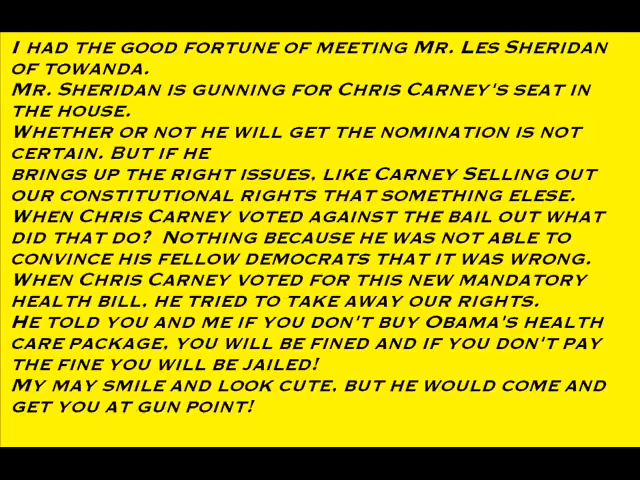 I had the good fortune of meeting Mr. Les Sheridan
of towanda.
Mr. Sheridan is gunning for Chris Carney's seat in
the house.
Whether or not he will get the nomination is not
certain. But if he
brings up the right issues, like Carney Selling out
our constitutional rights that something elese.
When Chris Carney voted against the bail out what
did that do? Nothing because he was not able to
convince his fellow democrats that it was wrong.
When Chris Carney voted for this new mandatory
health bill, he tried to take away our rights.
He told you and me if you don't buy Obama's health
care package, you will be fined and if you don't pay
the fine you will be jailed!
My may smile and look cute, but he would come and
get you at gun point!